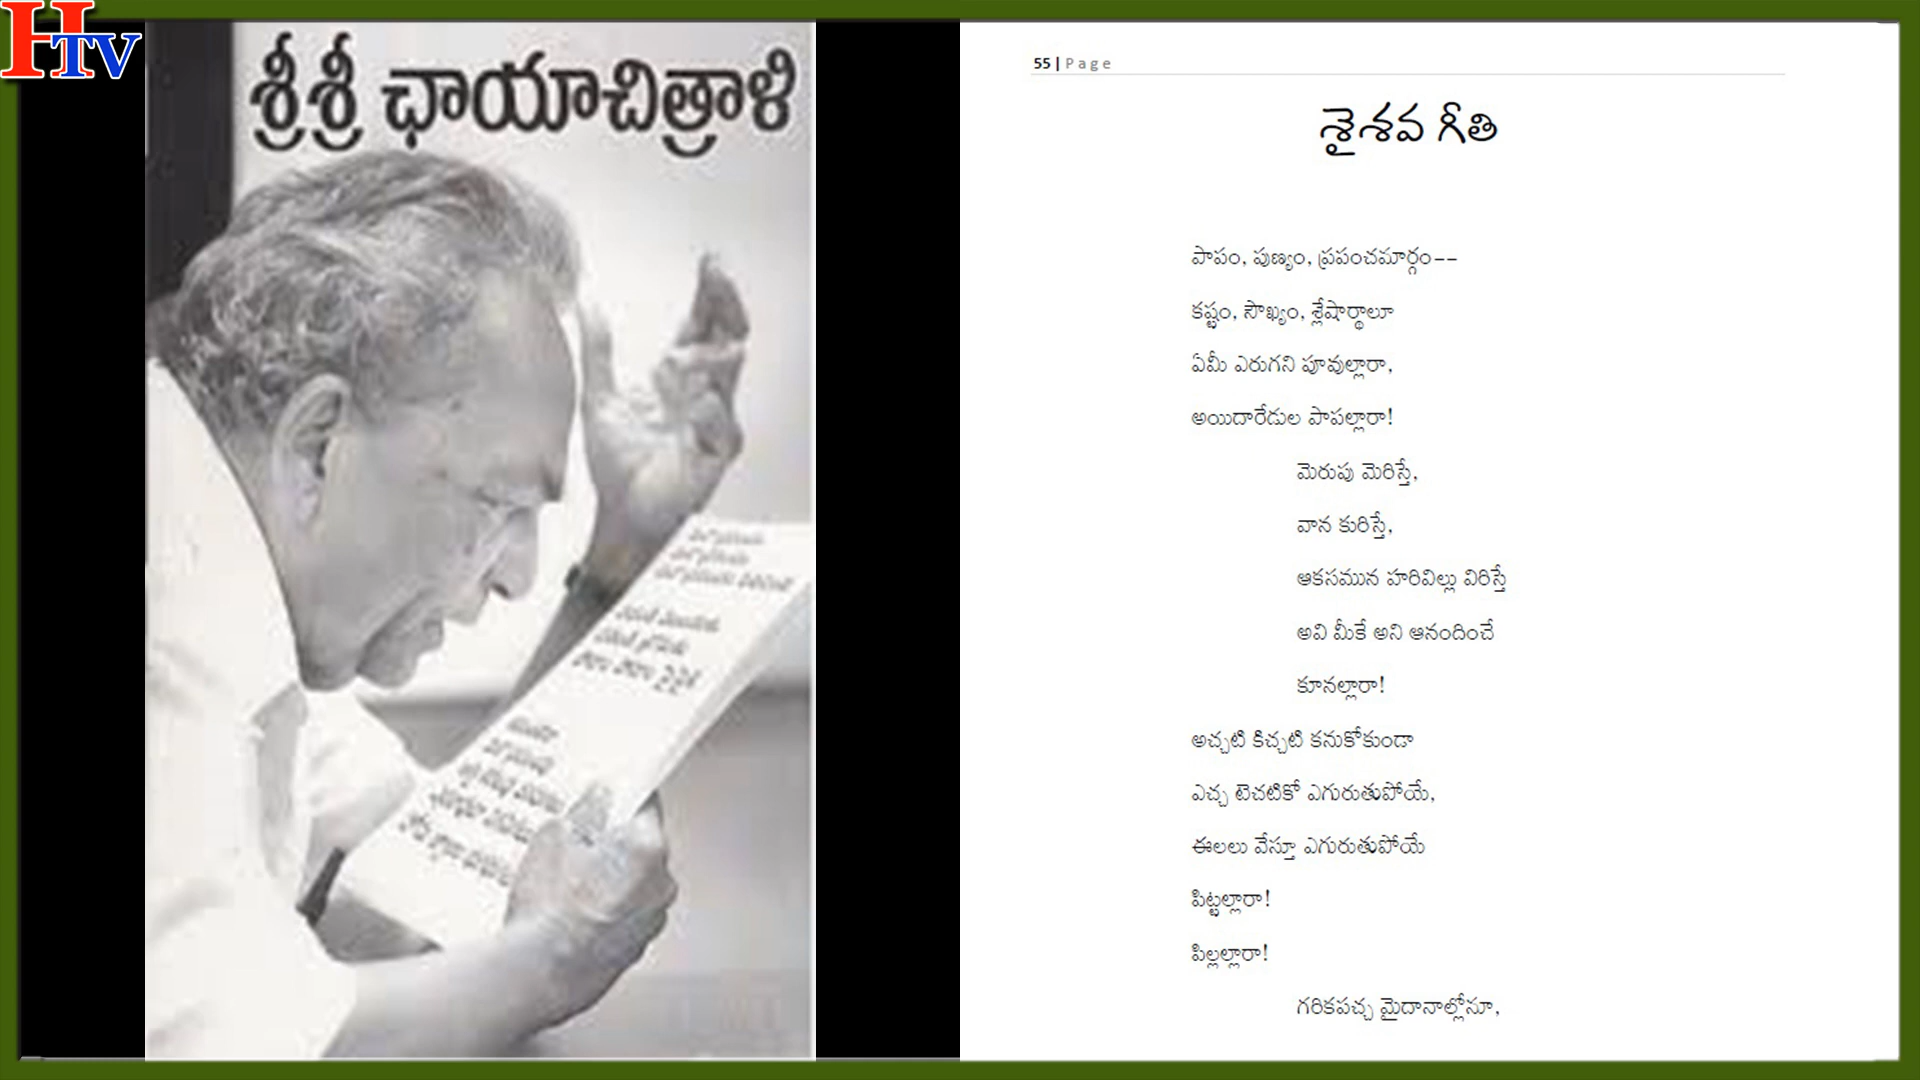 HTV
శ్రీశ్రీ ఛాయాచిత్రాళి
55 | Page
శైశవ గీతి
పాపం, పుణ్యం, ప్రపంచమార్గం--
కష్టం, సౌఖ్యం, శ్లేషార్థాలూ
ఏమీ ఎరుగని పూవుల్లారా,
అయిదారేడుల పాపల్లారా!
మెరుపు మెరిస్తే,
వాన కురిస్తే,
ఆకసమున హరివిల్లు విరిస్తే
అవి మీకే అని ఆనందించే
కూనల్లారా!
అచ్చటి కిచ్చటి కనుకోకుండా
ఎచ్చ టెచటికో ఎగురుతుపోయే,
ఈలలు వేస్తూ ఎగురుతుపోయే
పిట్టల్లారా!
పిల్లల్లారా!
గరికపచ్చ మైదానాల్లోనూ,